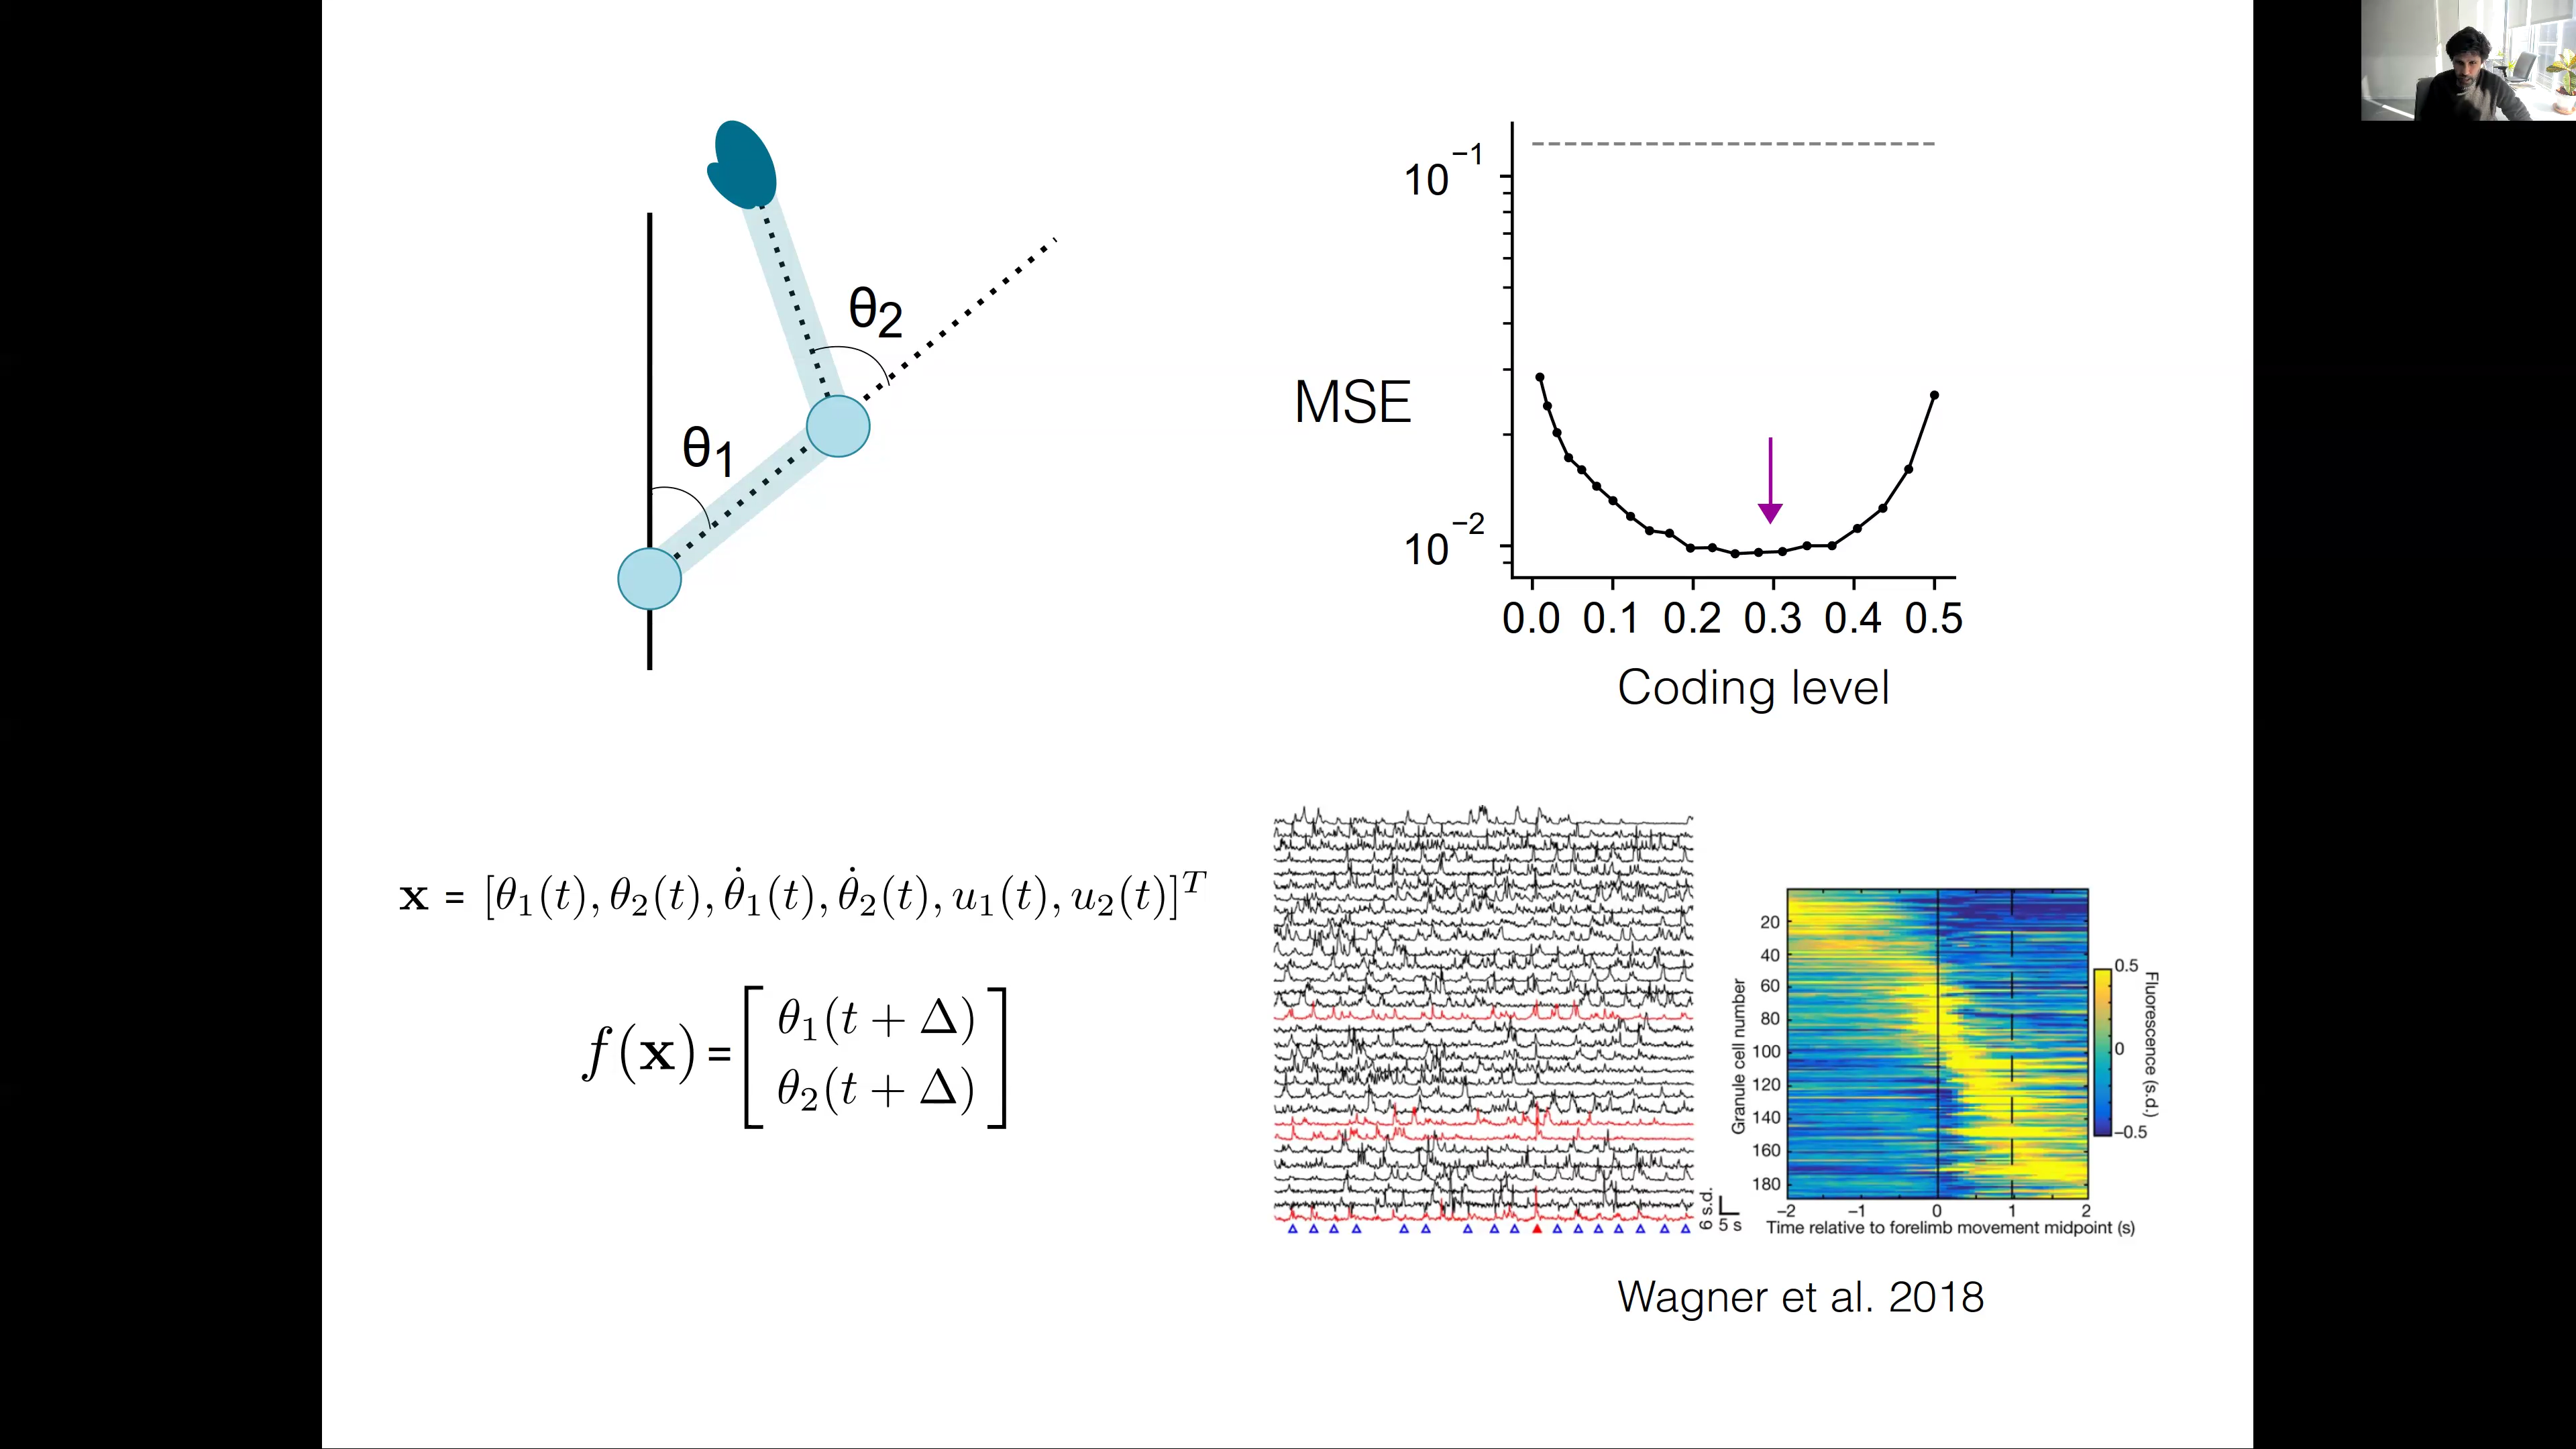 θ2
θ1
10−1
MSE
10−2
0.0 0.1 0.2 0.3 0.4 0.5
Coding level
x = [θ1(t), θ2(t), θ̇1(t), θ̇2(t), u1(t), u2(t)]T
f(x) = [ θ1(t + Δ)
θ2(t + Δ) ]
6 s.d.
5 s
Granule cell number
20
40
60
80
100
120
140
160
180
−2 −1 0 1 2
Time relative to forelimb movement midpoint (s)
0.5
0
−0.5
Fluorescence (s.d.)
Wagner et al. 2018